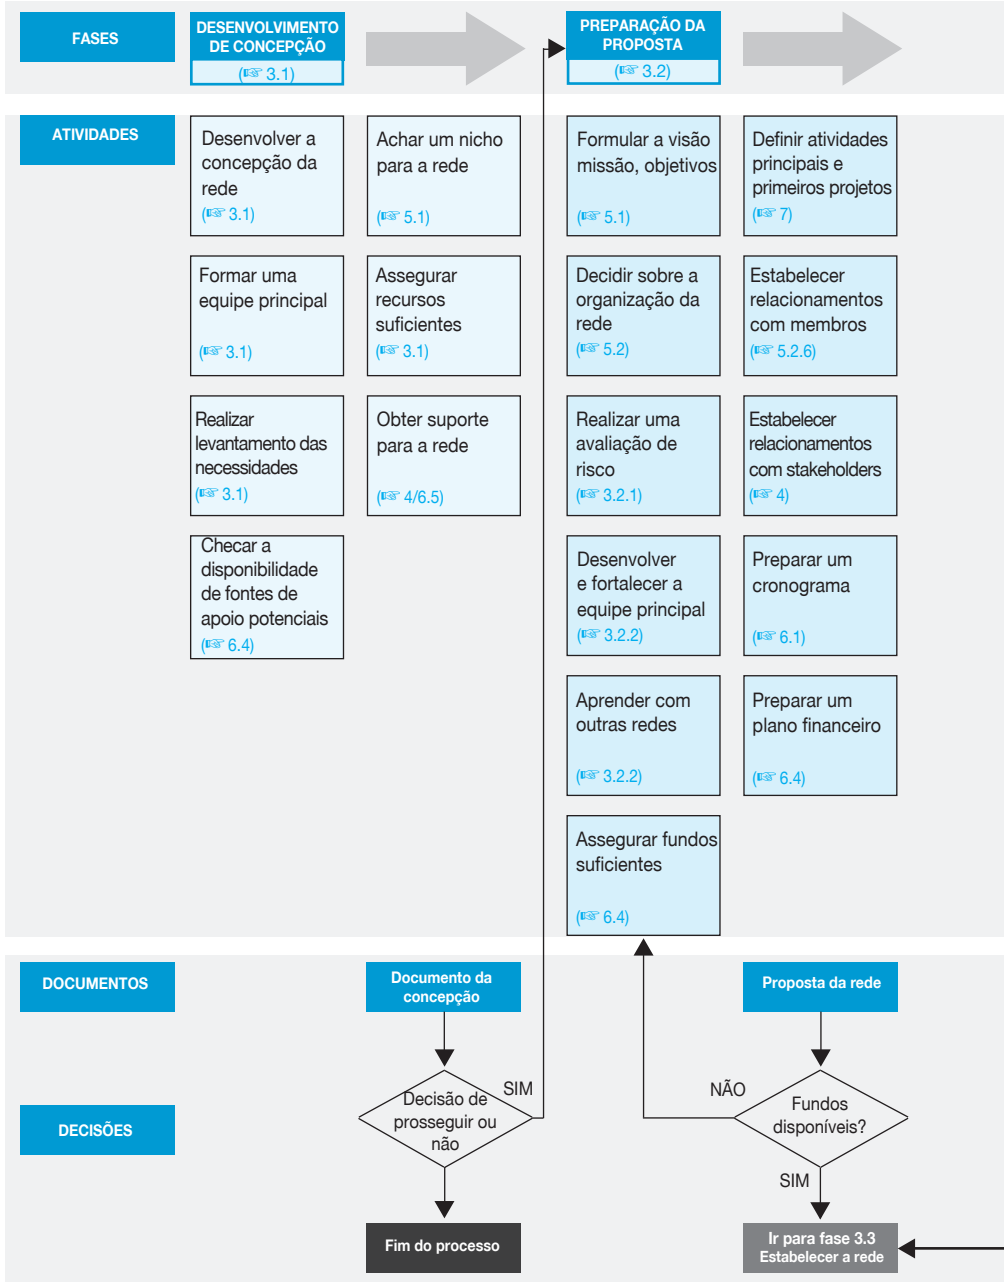 FASES
DESENVOLVIMENTO
DE CONCEPÇÃO
(☞ 3.1)
PREPARAÇÃO DA
PROPOSTA
(☞ 3.2)
ATIVIDADES
Desenvolver a
concepção da
rede
(☞ 3.1)
Achar um nicho
para a rede
(☞ 5.1)
Formular a visão
missão, objetivos
(☞ 5.1)
Definir atividades
principais e
primeiros projetos
(☞ 7)
Formar uma
equipe principal
(☞ 3.1)
Assegurar
recursos
suficientes
(☞ 3.1)
Decidir sobre a
organização da
rede
(☞ 5.2)
Estabelecer
relacionamentos
com membros
(☞ 5.2.6)
Realizar
levantamento das
necessidades
(☞ 3.1)
Obter suporte
para a rede
(☞ 4/6.5)
Realizar uma
avaliação de
risco
(☞ 3.2.1)
Estabelecer
relacionamentos
com stakeholders
(☞ 4)
Checar a
disponibilidade
de fontes de
apoio potenciais
(☞ 6.4)
Desenvolver
e fortalecer a
equipe principal
(☞ 3.2.2)
Preparar um
cronograma
(☞ 6.1)
Aprender com
outras redes
(☞ 3.2.2)
Preparar um
plano financeiro
(☞ 6.4)
Assegurar fundos
suficientes
(☞ 6.4)
DOCUMENTOS
Documento da
concepção
Proposta da rede
DECISÕES
Decisão de
prosseguir ou
não
SIM
NÃO
Fundos
disponíveis?
SIM
Fim do processo
Ir para fase 3.3
Estabelecer a rede